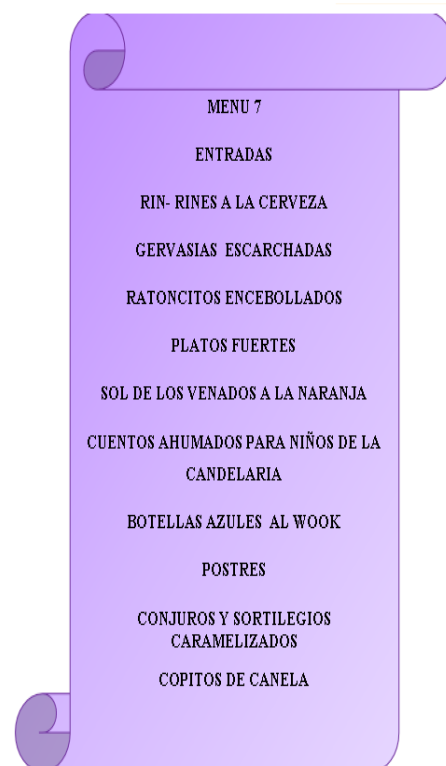 MENU 7
ENTRADAS
RIN- RINES A LA CERVEZA
GERVASIAS ESCARCHADAS
RATONCITOS ENCEBOLLADOS
PLATOS FUERTES
SOL DE LOS VENADOS A LA NARANJA
CUENTOS AHUMADOS PARA NIÑOS DE LA
CANDELARIA
BOTELLAS AZULES AL WOOK
POSTRES
CONJUROS Y SORTILEGIOS
CARAMELIZADOS
COPITOS DE CANELA